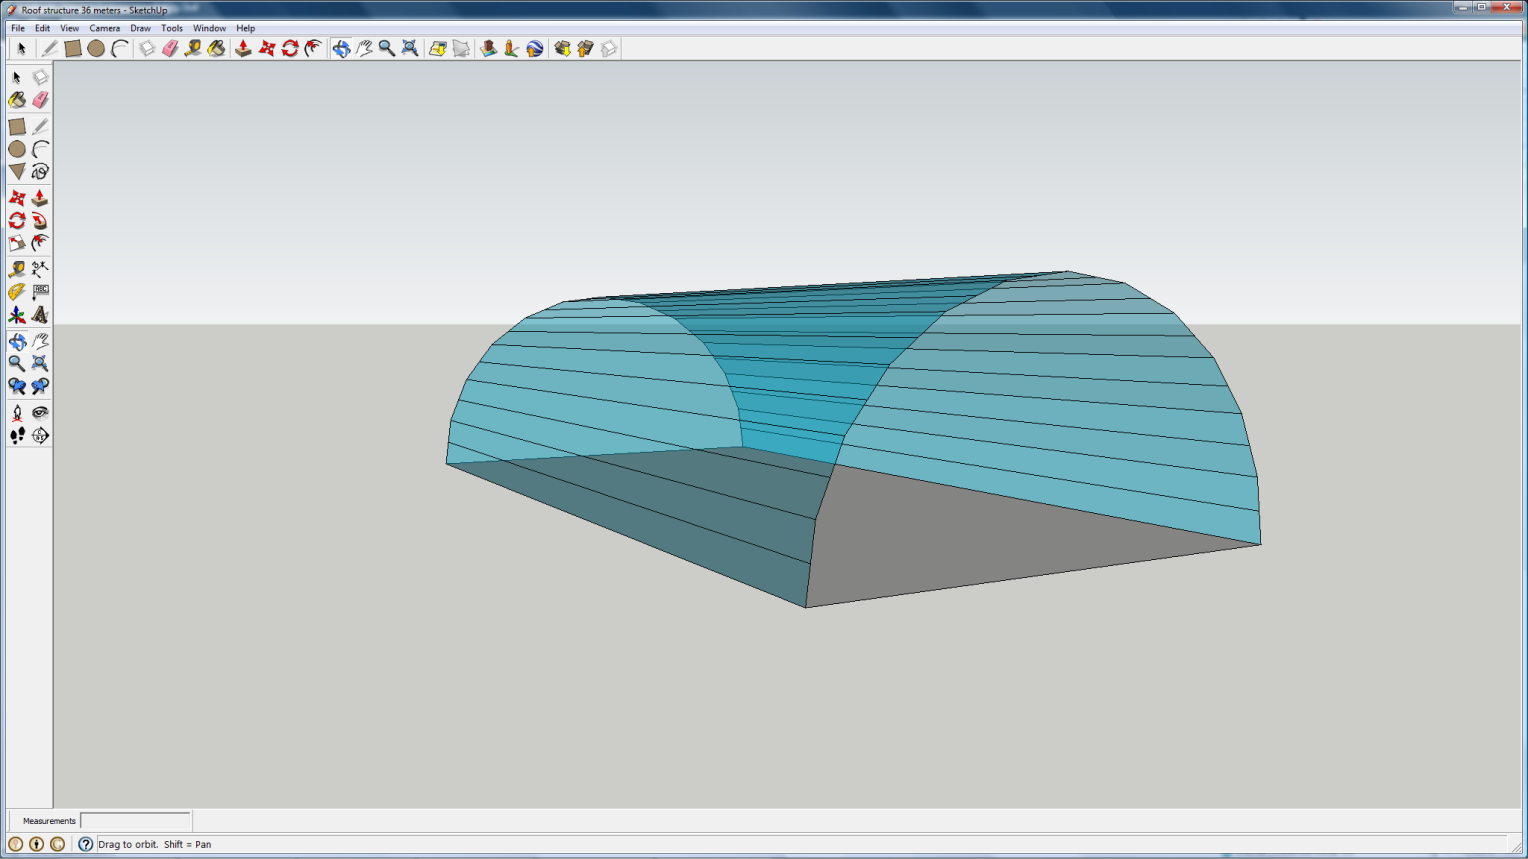 Roof structure 36 meters - SketchUp
File Edit View Camera Draw Tools Window Help
ABC
Measurements
Drag to orbit. Shift = Pan